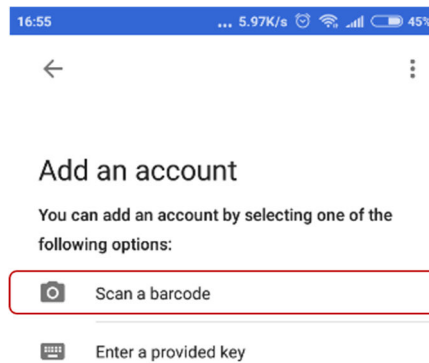 16:55 ... 5.97K/s 45%
Add an account
You can add an account by selecting one of the
following options:
Scan a barcode
Enter a provided key